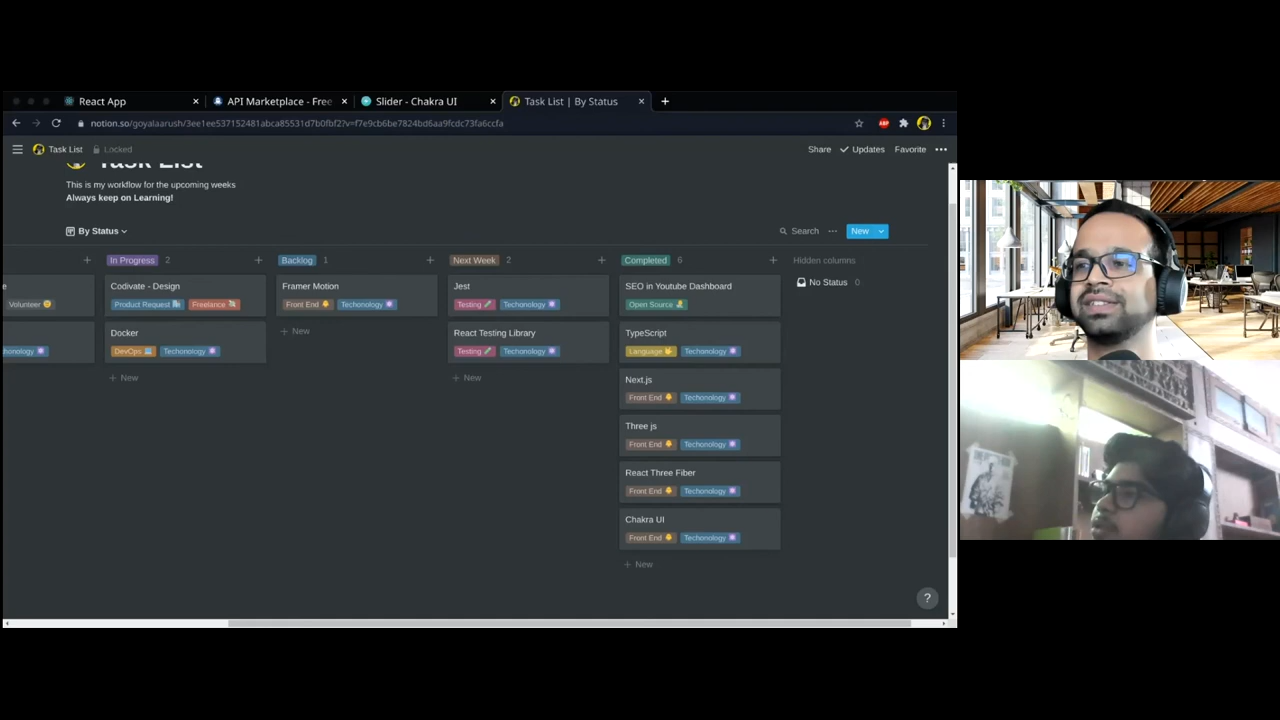 React App
API Marketplace - Free
Slider - Chakra UI
Task List | By Status
notion.so/goyalaarush/3ee1ee537152481abca85531d7b0fbf2?v=f7e9cb6be7824bd6aa9fcdc73fa6ccfa
ABP
Task List
Locked
Share
Updates
Favorite
Task List
This is my workflow for the upcoming weeks
Always keep on Learning!
By Status
Search
New
In Progress 2
Backlog 1
Next Week 2
Completed 6
Hidden columns
e
Volunteer
Techonology
Codivate - Design
Product Request
Freelance
Docker
DevOps
Techonology
+ New
Framer Motion
Front End
Techonology
+ New
Jest
Testing
Techonology
React Testing Library
Testing
Techonology
+ New
SEO in Youtube Dashboard
Open Source
TypeScript
Language
Techonology
Next.js
Front End
Techonology
Three js
Front End
Techonology
React Three Fiber
Front End
Techonology
Chakra UI
Front End
Techonology
+ New
No Status 0
?